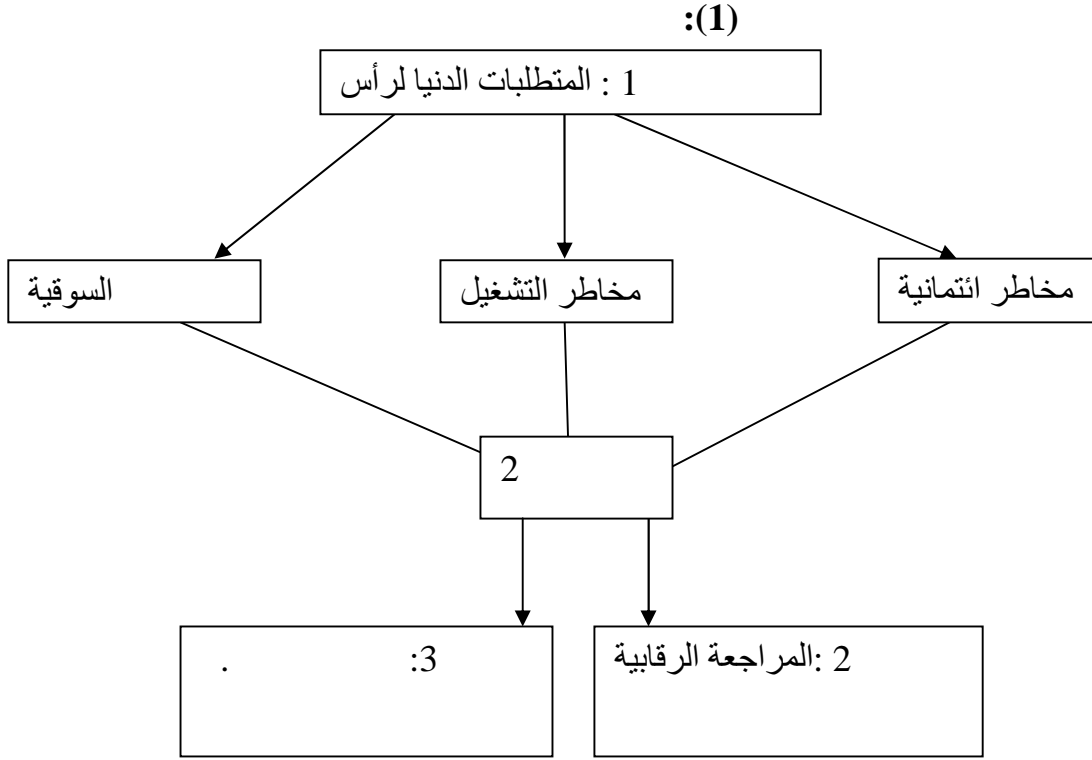 (1):
1 : المتطلبات الدنيا لرأس
مخاطر ائتمانية
مخاطر التشغيل
السوقية
2
2 :المراجعة الرقابية
3: .